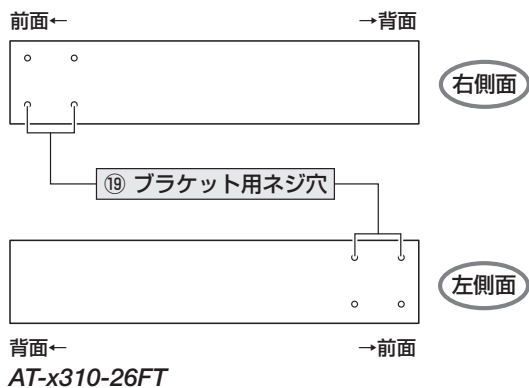 前面← →背面
右側面
⑲ ブラケット用ネジ穴
左側面
背面← →前面
AT-x310-26FT